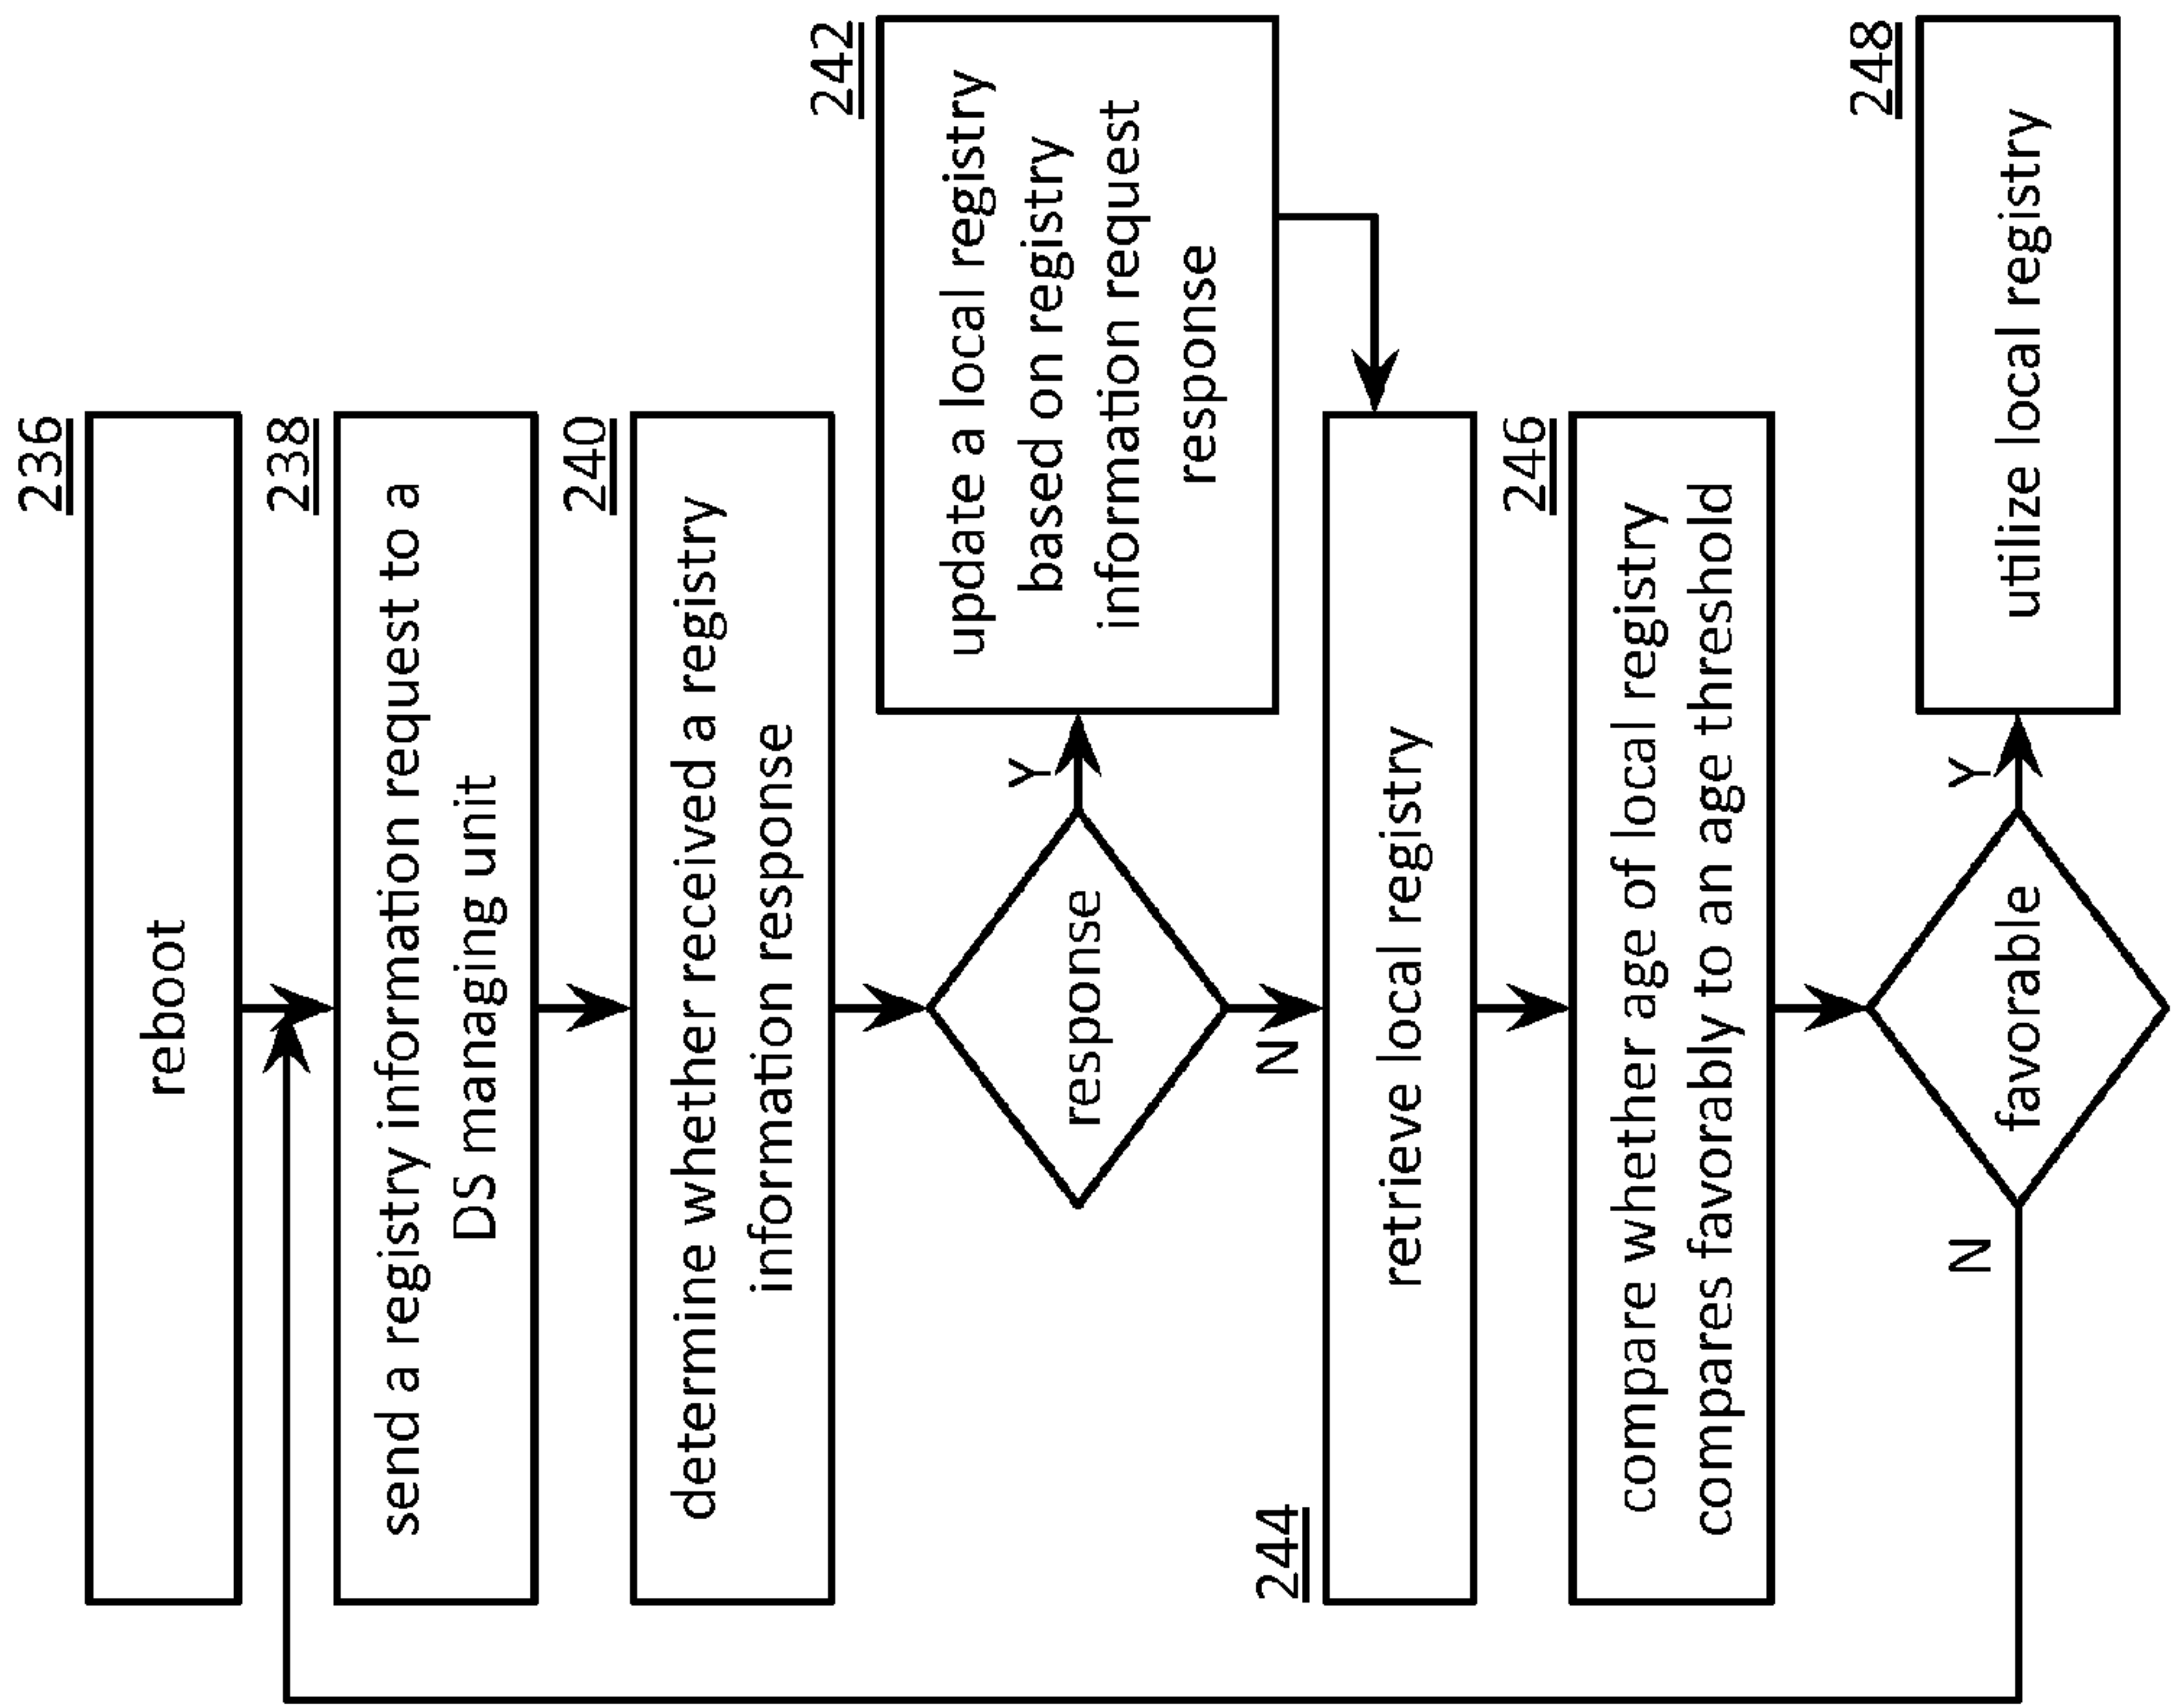 236
reboot
238
send a registry information request to a
DS managing unit
240
determine whether received a registry
information response
response
Y
242
update a local registry
based on registry
information request
response
N
244
retrieve local registry
246
compare whether age of local registry
compares favorably to an age threshold
favorable
Y
248
utilize local registry
N